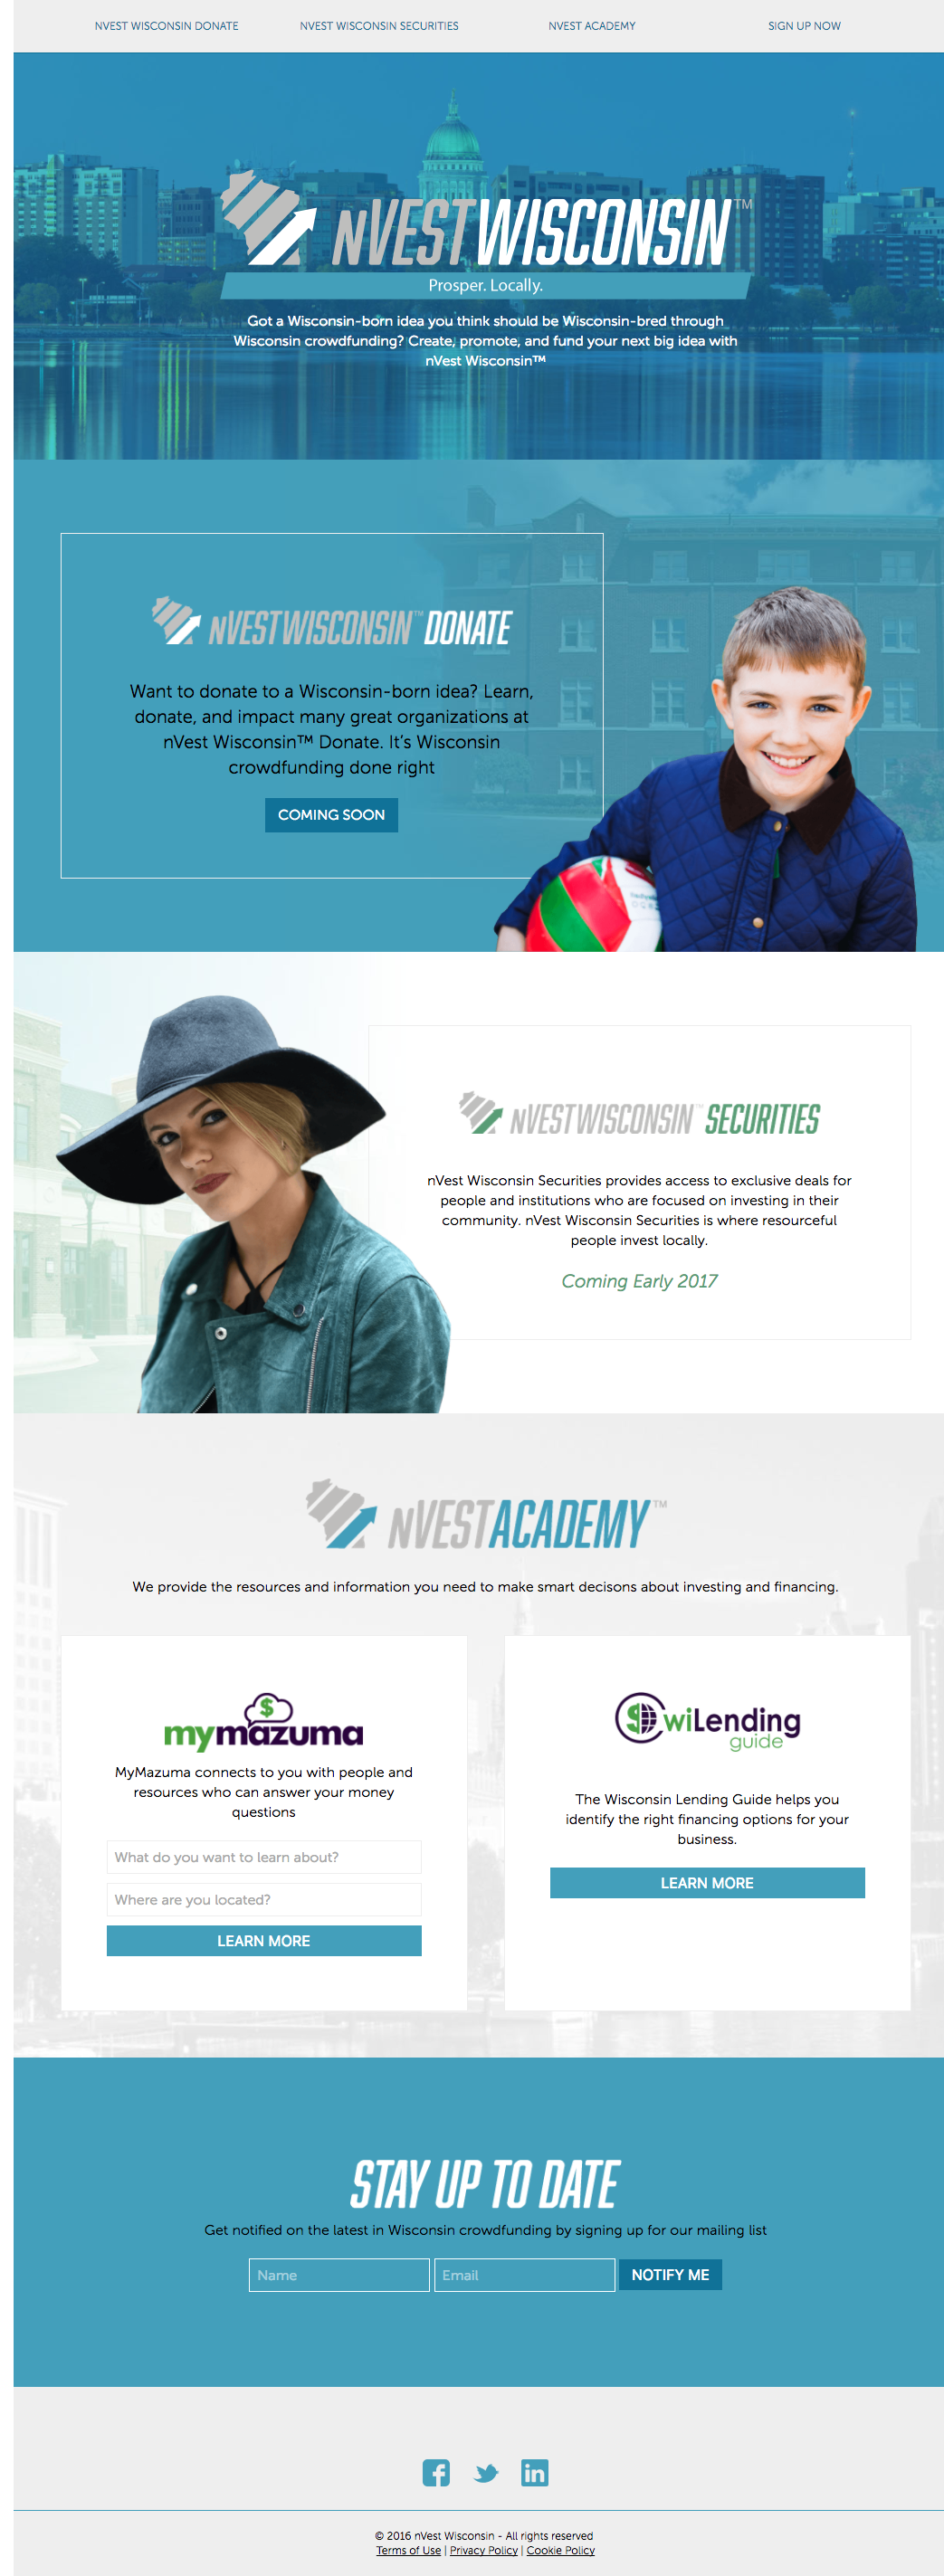 NVEST WISCONSIN DONATE NVEST WISCONSIN SECURITIES NVEST ACADEMY SIGN UP NOW
nVESTWISCONSIN™
Prosper. Locally.
Got a Wisconsin-born idea you think should be Wisconsin-bred through
Wisconsin crowdfunding? Create, promote, and fund your next big idea with
nVest Wisconsin™
nVESTWISCONSIN™ DONATE
Want to donate to a Wisconsin-born idea? Learn,
donate, and impact many great organizations at
nVest Wisconsin™ Donate. It’s Wisconsin
crowdfunding done right
COMING SOON
nVESTWISCONSIN™ SECURITIES
nVest Wisconsin Securities provides access to exclusive deals for
people and institutions who are focused on investing in their
community. nVest Wisconsin Securities is where resourceful
people invest locally.
Coming Early 2017
nVESTACADEMY™
We provide the resources and information you need to make smart decisons about investing and financing.
mymazuma
MyMazuma connects to you with people and
resources who can answer your money
questions
What do you want to learn about?
Where are you located?
LEARN MORE
wiLending
guide
The Wisconsin Lending Guide helps you
identify the right financing options for your
business.
LEARN MORE
STAY UP TO DATE
Get notified on the latest in Wisconsin crowdfunding by signing up for our mailing list
Name Email NOTIFY ME
© 2016 nVest Wisconsin - All rights reserved
Terms of Use | Privacy Policy | Cookie Policy